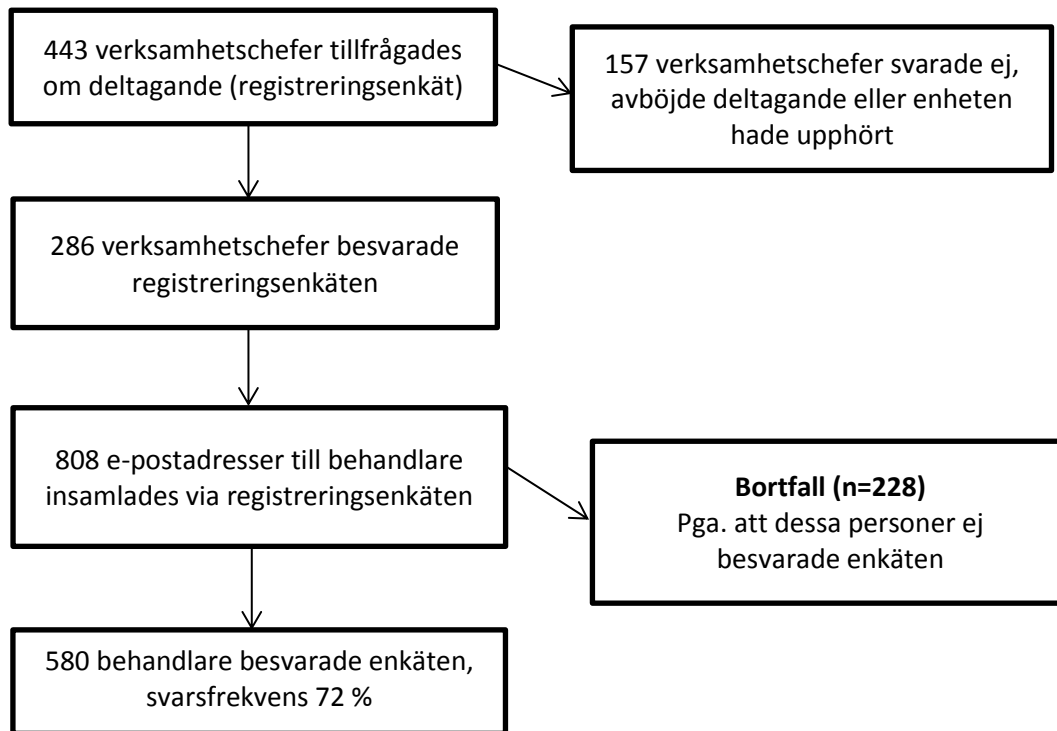 443 verksamhetschefer tillfrågades
om deltagande (registreringsenkät)
157 verksamhetschefer svarade ej,
avböjde deltagande eller enheten
hade upphört
286 verksamhetschefer besvarade
registreringsenkäten
808 e-postadresser till behandlare
insamlades via registreringsenkäten
Bortfall (n=228)
Pga. att dessa personer ej
besvarade enkäten
580 behandlare besvarade enkäten,
svarsfrekvens 72 %